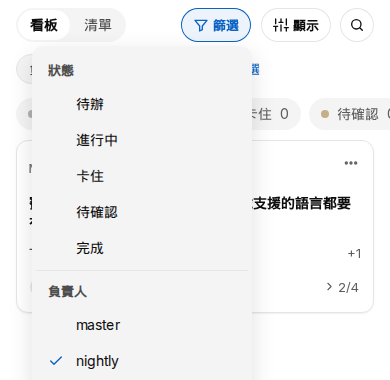 看板 清單 篩選 顯示
狀態
選
待辦
卡住 0 待確認
進行中
卡住
支援的語言都要
待確認
完成
+1
負責人
2/4
master
nightly